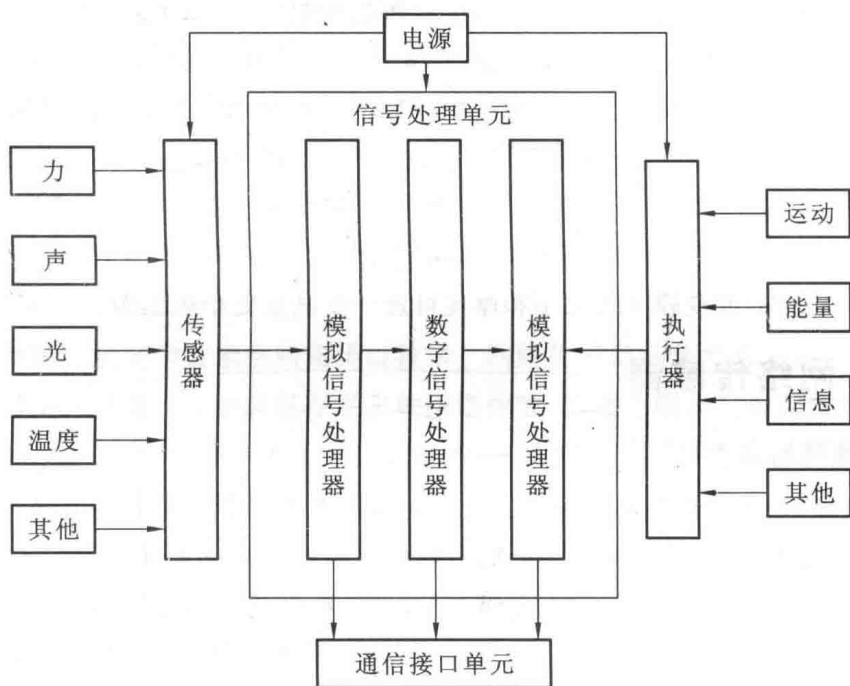 电源
信号处理单元
力
声
光
温度
其他
传感器
模拟信号处理器
数字信号处理器
模拟信号处理器
执行器
运动
能量
信息
其他
通信接口单元